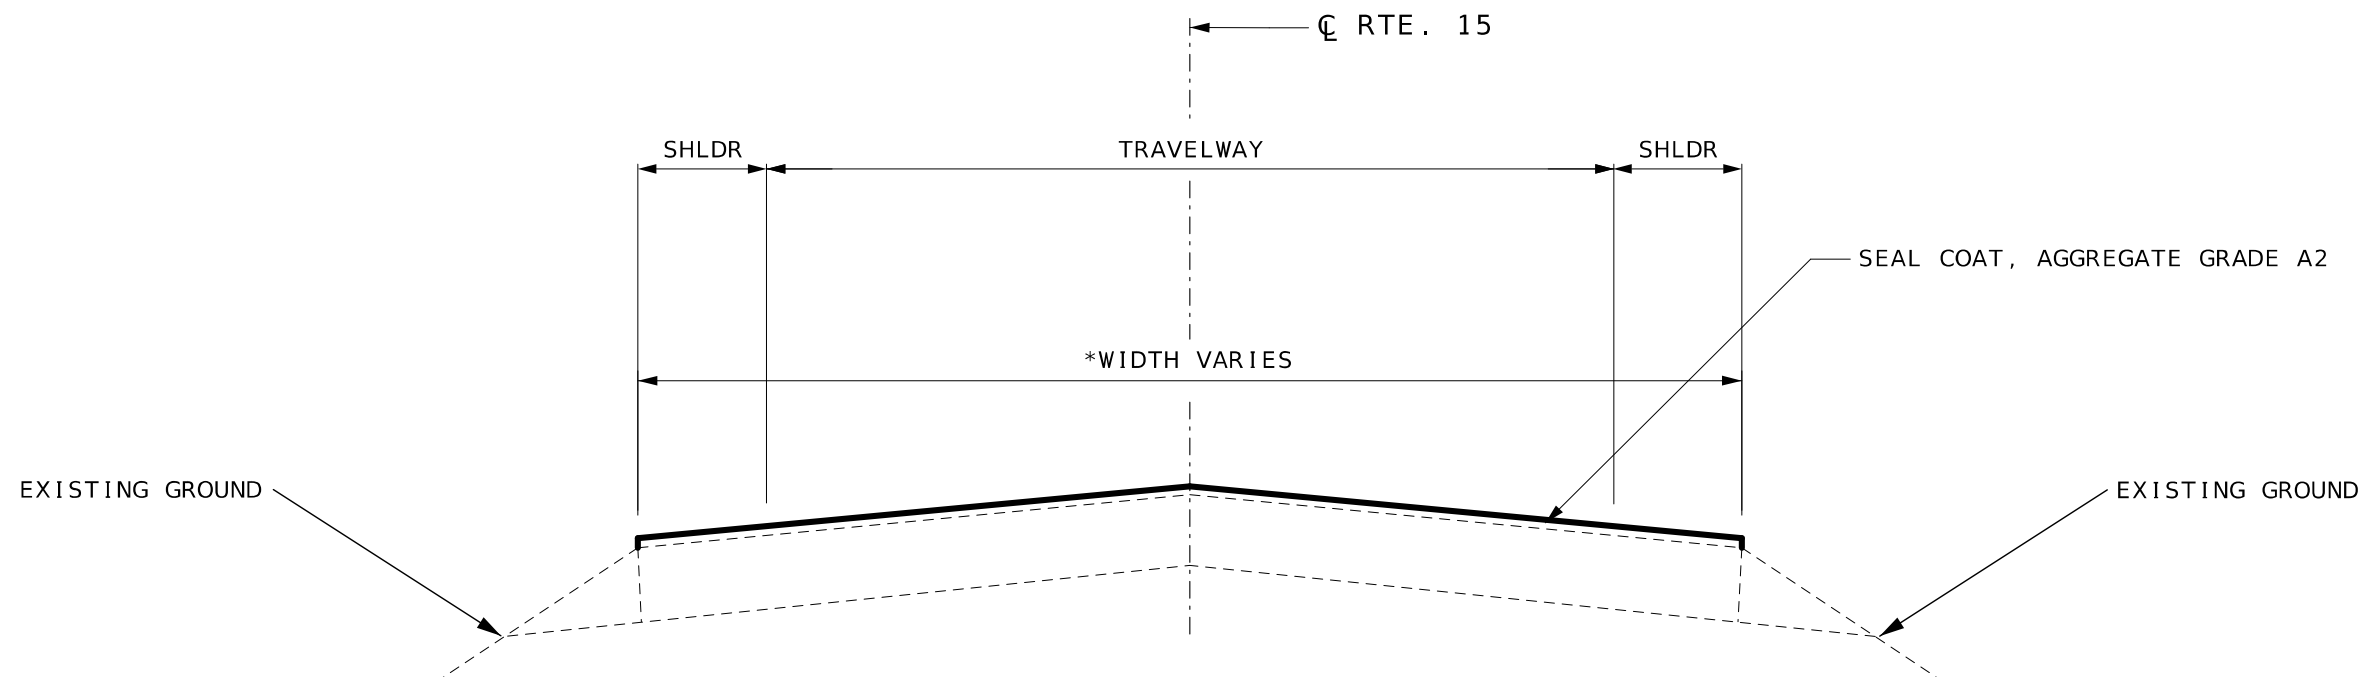 ℄ RTE. 15
SHLDR
TRAVELWAY
SHLDR
SEAL COAT, AGGREGATE GRADE A2
*WIDTH VARIES
EXISTING GROUND
EXISTING GROUND